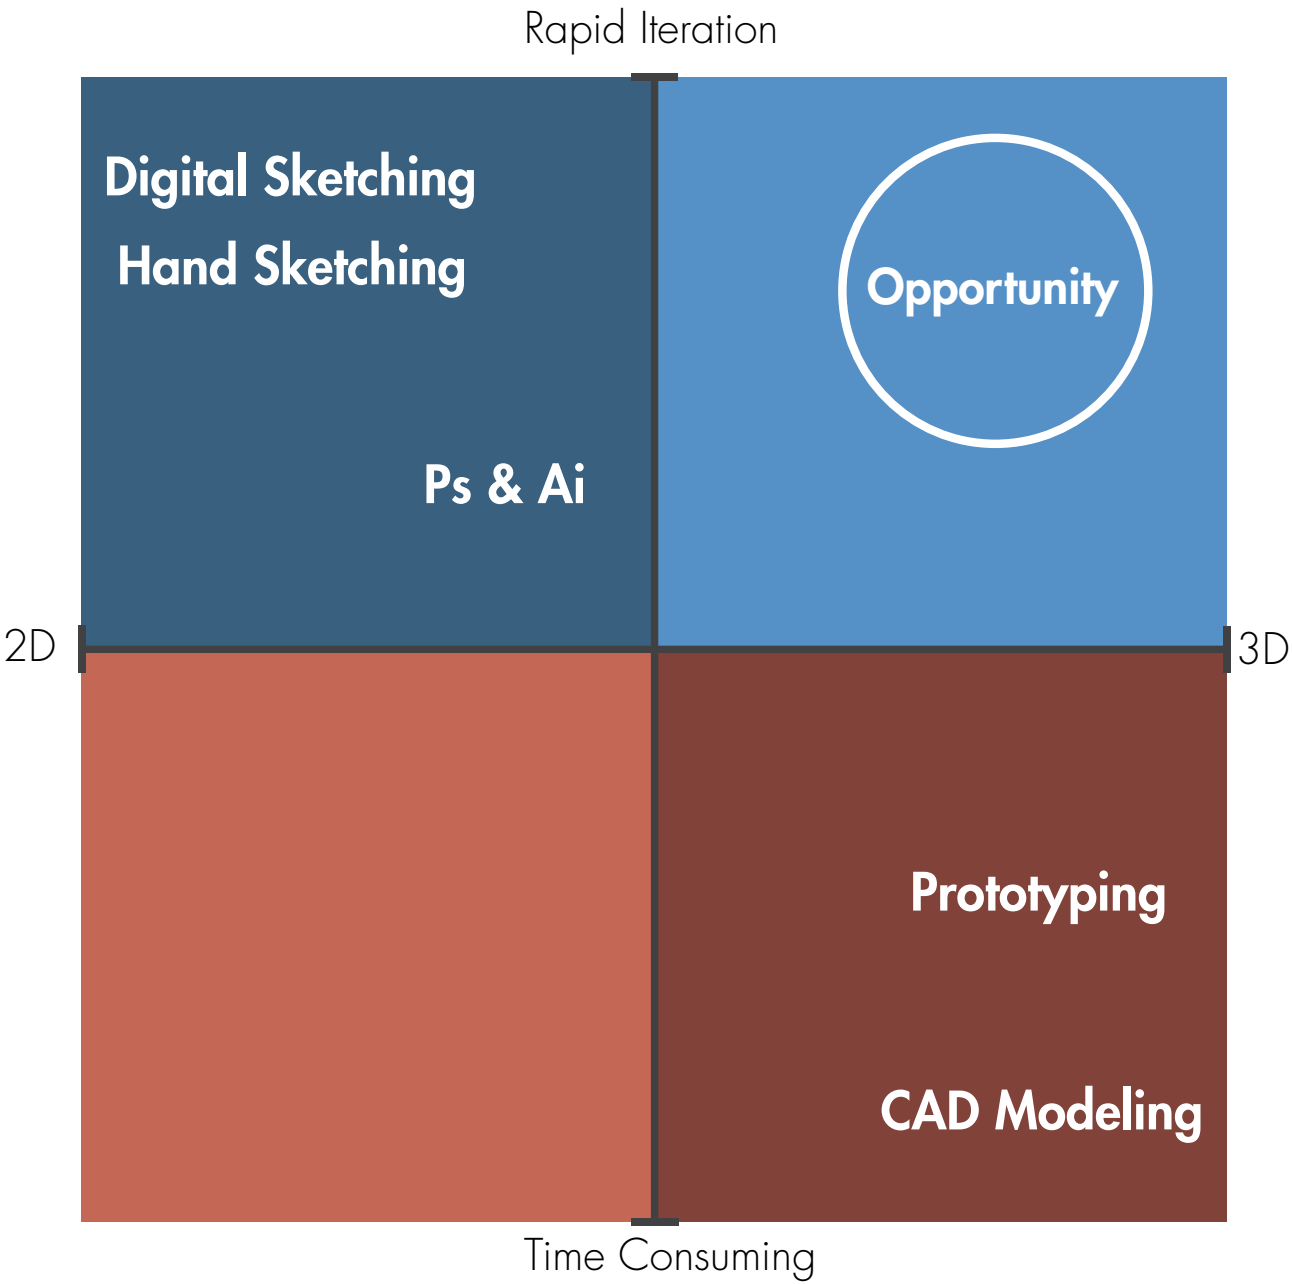 Rapid Iteration
Digital Sketching
Hand Sketching
Opportunity
Ps & Ai
2D
3D
Prototyping
CAD Modeling
Time Consuming